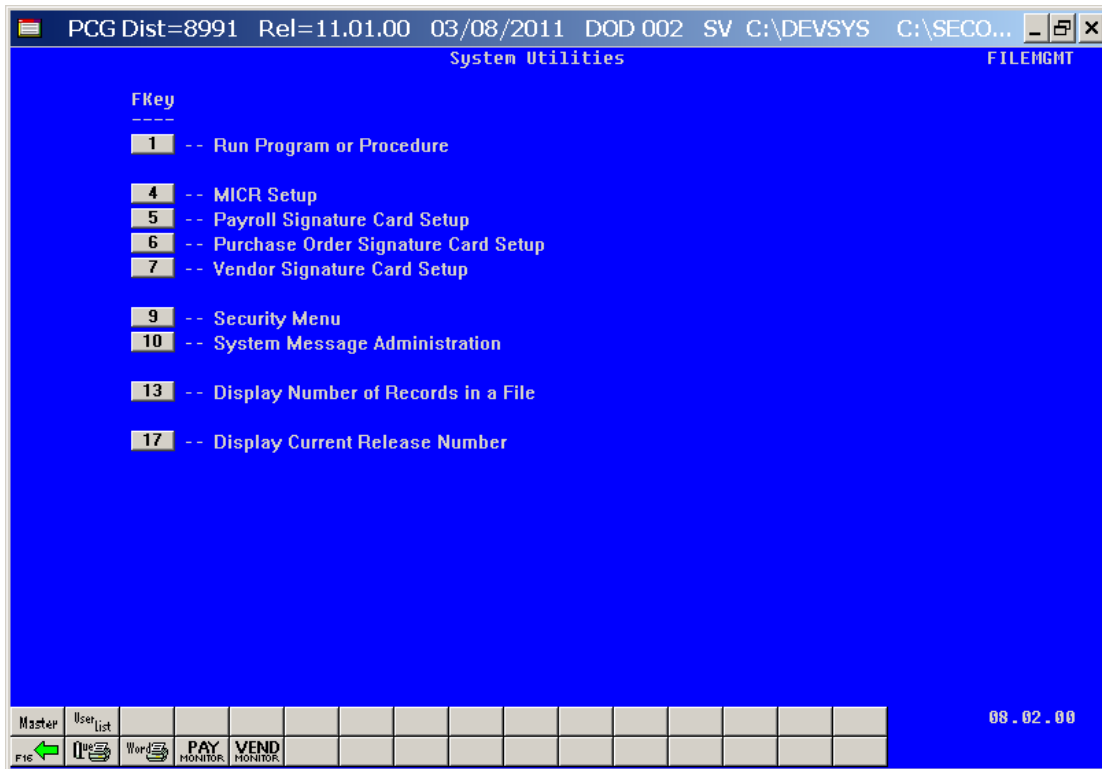 PCG Dist=8991 Rel=11.01.00 03/08/2011 DOD 002 SV C:\DEVSYS C:\SECO...
System Utilities FILEMGMT
FKey
----
1 -- Run Program or Procedure
4 -- MICR Setup
5 -- Payroll Signature Card Setup
6 -- Purchase Order Signature Card Setup
7 -- Vendor Signature Card Setup
9 -- Security Menu
10 -- System Message Administration
13 -- Display Number of Records in a File
17 -- Display Current Release Number
Master User List 08.02.00
F16 Que Word PAY MONITOR VEND MONITOR